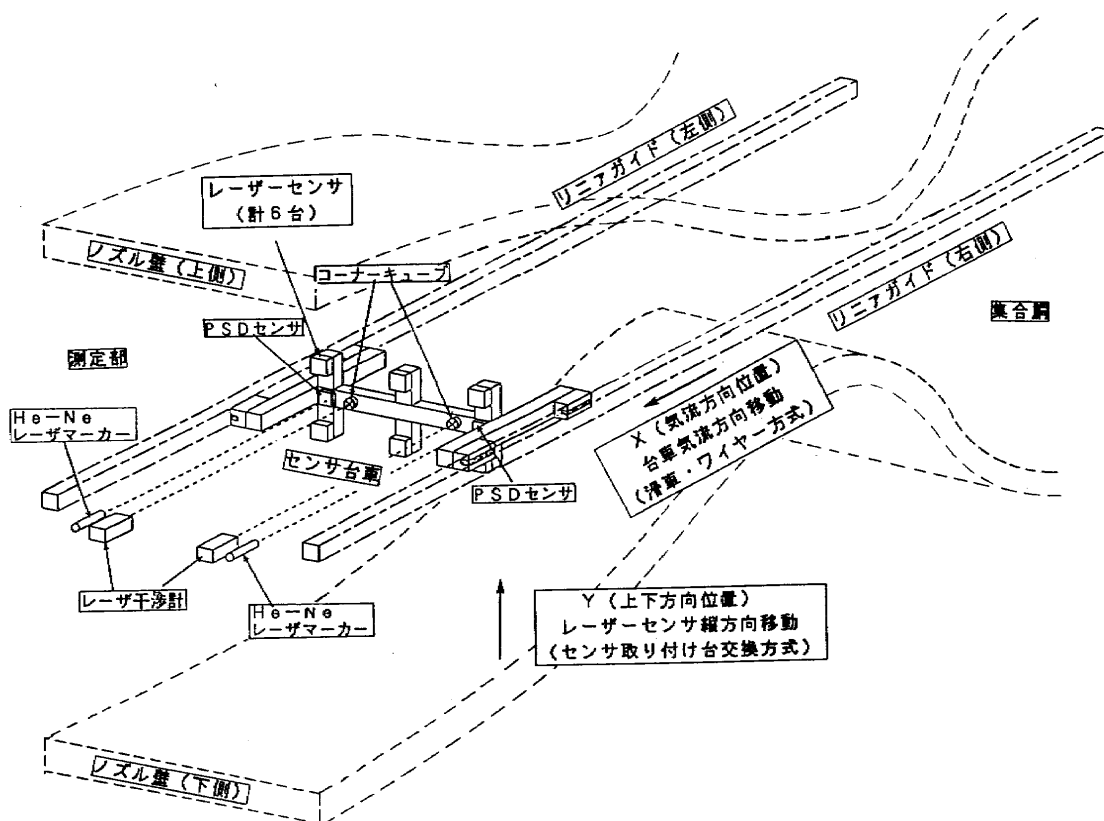 リニアガイド(左側)
レーザーセンサ
(計6台)
ノズル壁(上側)
コーナーキューブ
リニアガイド(右側)
集合胴
PSDセンサ
測定部
X(気流方向位置)
台車気流方向移動
(滑車・ワイヤー方式)
He-Ne
レーザマーカー
センサ台車
PSDセンサ
レーザ干渉計
He-Ne
レーザマーカー
Y(上下方向位置)
レーザーセンサ縦方向移動
(センサ取り付け台交換方式)
ノズル壁(下側)